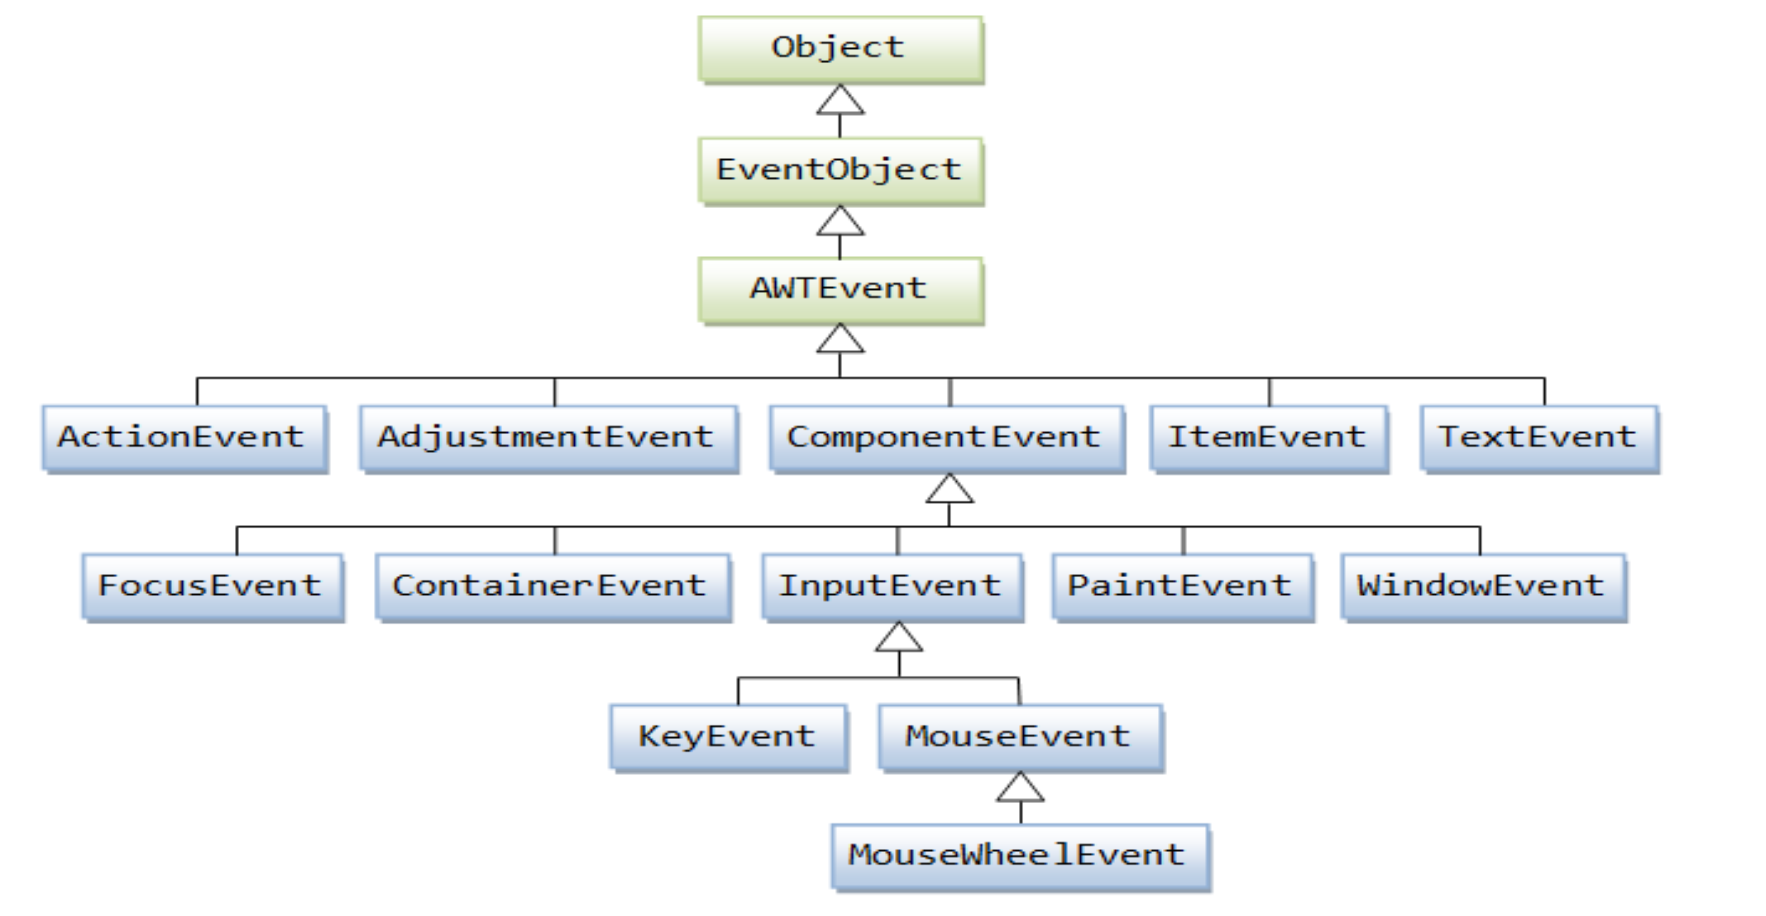 Object
EventObject
AWTEvent
ActionEvent
AdjustmentEvent
ComponentEvent
ItemEvent
TextEvent
FocusEvent
ContainerEvent
InputEvent
PaintEvent
WindowEvent
KeyEvent
MouseEvent
MouseWheelEvent